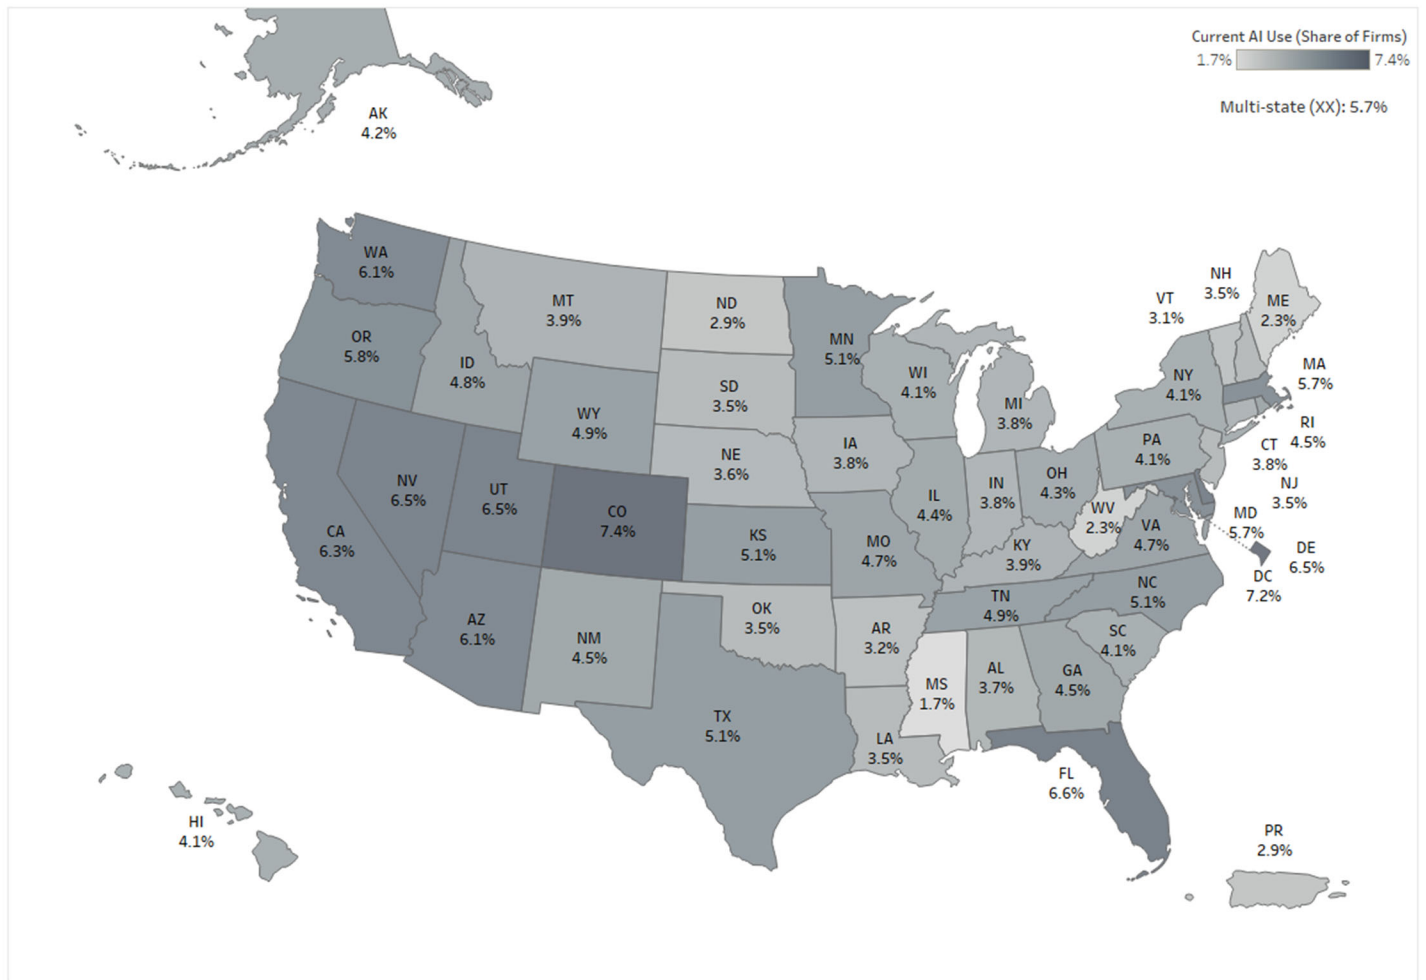 Current AI Use (Share of Firms)
1.7% 7.4%
Multi-state (XX): 5.7%
AK
4.2%
WA
6.1%
MT
3.9%
ND
2.9%
MN
5.1%
OR
5.8%
ID
4.8%
SD
3.5%
WI
4.1%
MI
3.8%
VT
3.1%
NH
3.5%
ME
2.3%
NY
4.1%
MA
5.7%
RI
4.5%
CT
3.8%
NJ
3.5%
PA
4.1%
WY
4.9%
NE
3.6%
IA
3.8%
NV
6.5%
UT
6.5%
CO
7.4%
CA
6.3%
KS
5.1%
MO
4.7%
IL
4.4%
IN
3.8%
OH
4.3%
WV
2.3%
VA
4.7%
MD
5.7%
DE
6.5%
DC
7.2%
KY
3.9%
TN
4.9%
NC
5.1%
SC
4.1%
AZ
6.1%
NM
4.5%
OK
3.5%
AR
3.2%
MS
1.7%
AL
3.7%
GA
4.5%
TX
5.1%
LA
3.5%
FL
6.6%
HI
4.1%
PR
2.9%